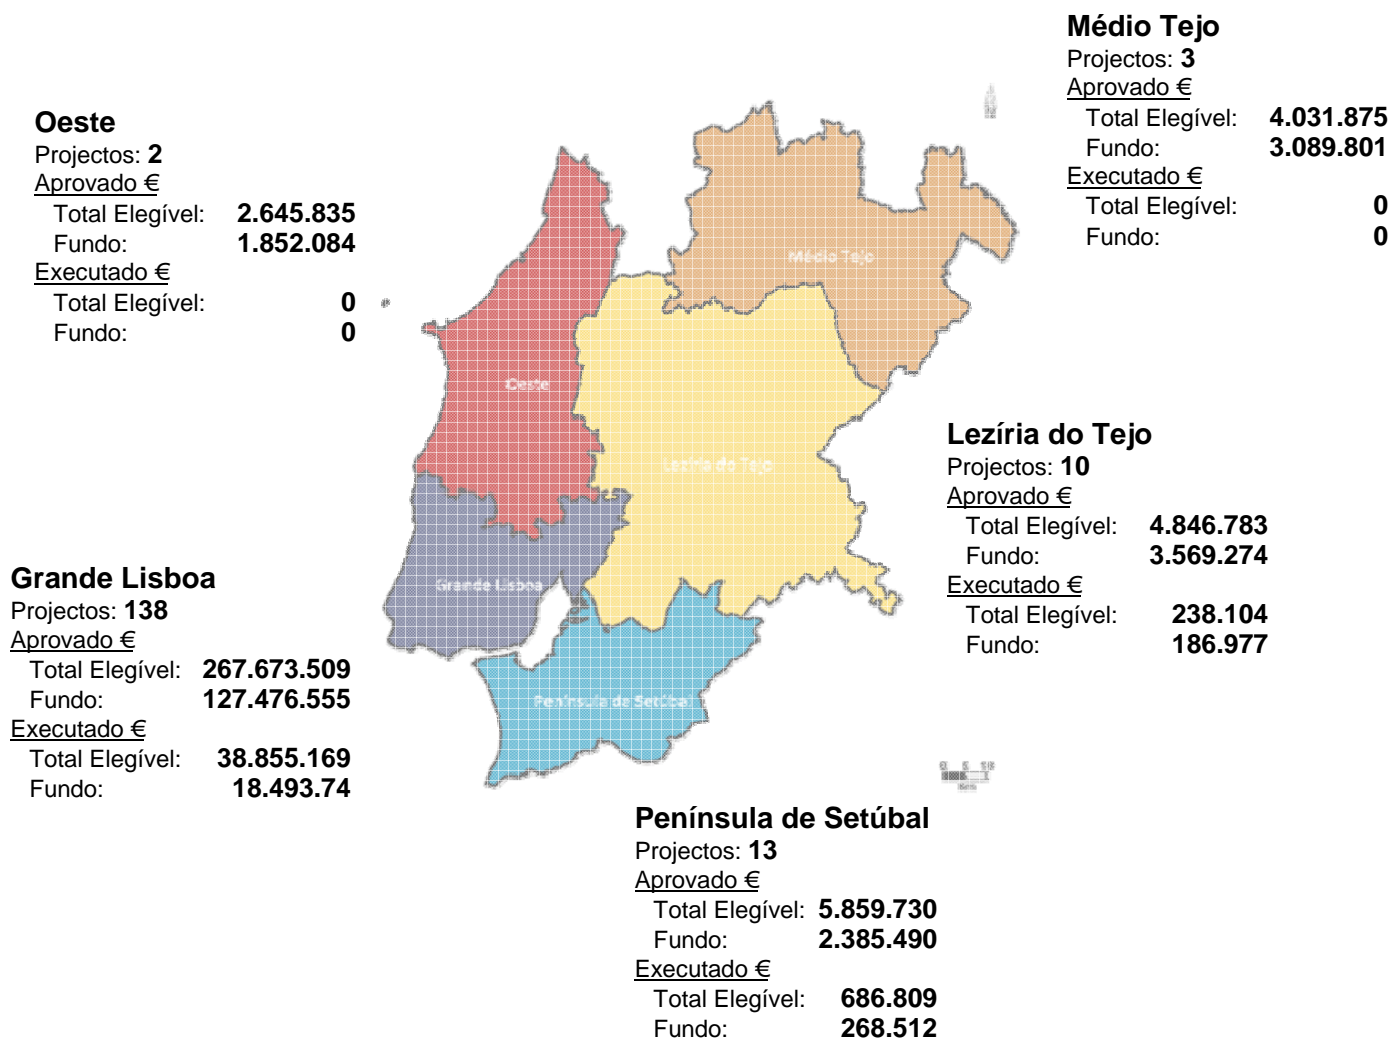 Médio Tejo
Projectos: 3
Aprovado €
Total Elegível: 4.031.875
Fundo: 3.089.801
Executado €
Total Elegível: 0
Fundo: 0
Oeste
Projectos: 2
Aprovado €
Total Elegível: 2.645.835
Fundo: 1.852.084
Executado €
Total Elegível: 0
Fundo: 0
Médio Tejo
Oeste
Lezíria do Tejo
Grande Lisboa
Península de Setúbal
Lezíria do Tejo
Projectos: 10
Aprovado €
Total Elegível: 4.846.783
Fundo: 3.569.274
Executado €
Total Elegível: 238.104
Fundo: 186.977
Grande Lisboa
Projectos: 138
Aprovado €
Total Elegível: 267.673.509
Fundo: 127.476.555
Executado €
Total Elegível: 38.855.169
Fundo: 18.493.74
0 5 10
Km
Península de Setúbal
Projectos: 13
Aprovado €
Total Elegível: 5.859.730
Fundo: 2.385.490
Executado €
Total Elegível: 686.809
Fundo: 268.512